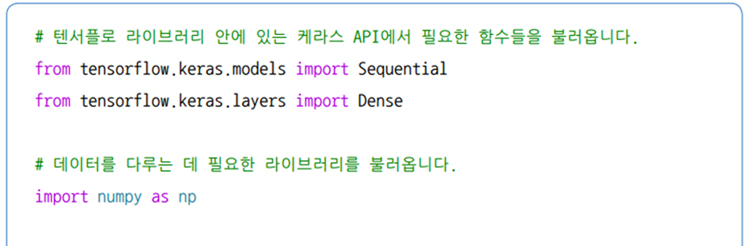 # 텐서플로 라이브러리 안에 있는 케라스 API에서 필요한 함수들을 불러옵니다.
from tensorflow.keras.models import Sequential
from tensorflow.keras.layers import Dense
# 데이터를 다루는 데 필요한 라이브러리를 불러옵니다.
import numpy as np